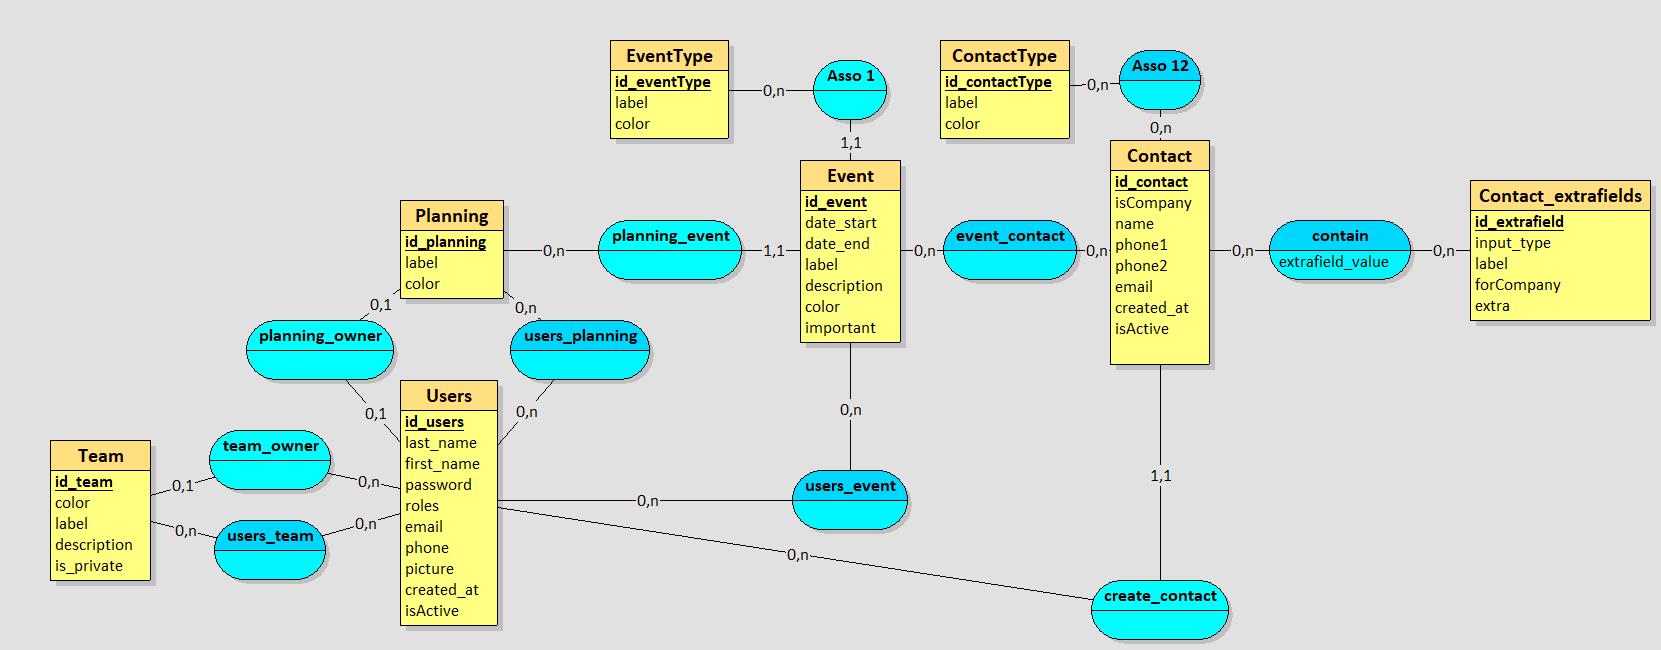 EventType
id_eventType
label
color
0,n
Asso 1
1,1
ContactType
id_contactType
label
color
0,n
Asso 12
0,n
Contact
id_contact
isCompany
name
phone1
phone2
email
created_at
isActive
Event
id_event
date_start
date_end
label
description
color
important
Planning
id_planning
label
color
0,n
planning_event
1,1
0,n
event_contact
0,n
0,n
contain
extrafield_value
0,n
Contact_extrafields
id_extrafield
input_type
label
forCompany
extra
0,1
planning_owner
0,1
0,n
users_planning
0,n
Users
id_users
last_name
first_name
password
roles
email
phone
picture
created_at
isActive
Team
id_team
color
label
description
is_private
0,1
team_owner
0,n
0,n
users_team
0,n
0,n
users_event
0,n
0,n
create_contact
1,1